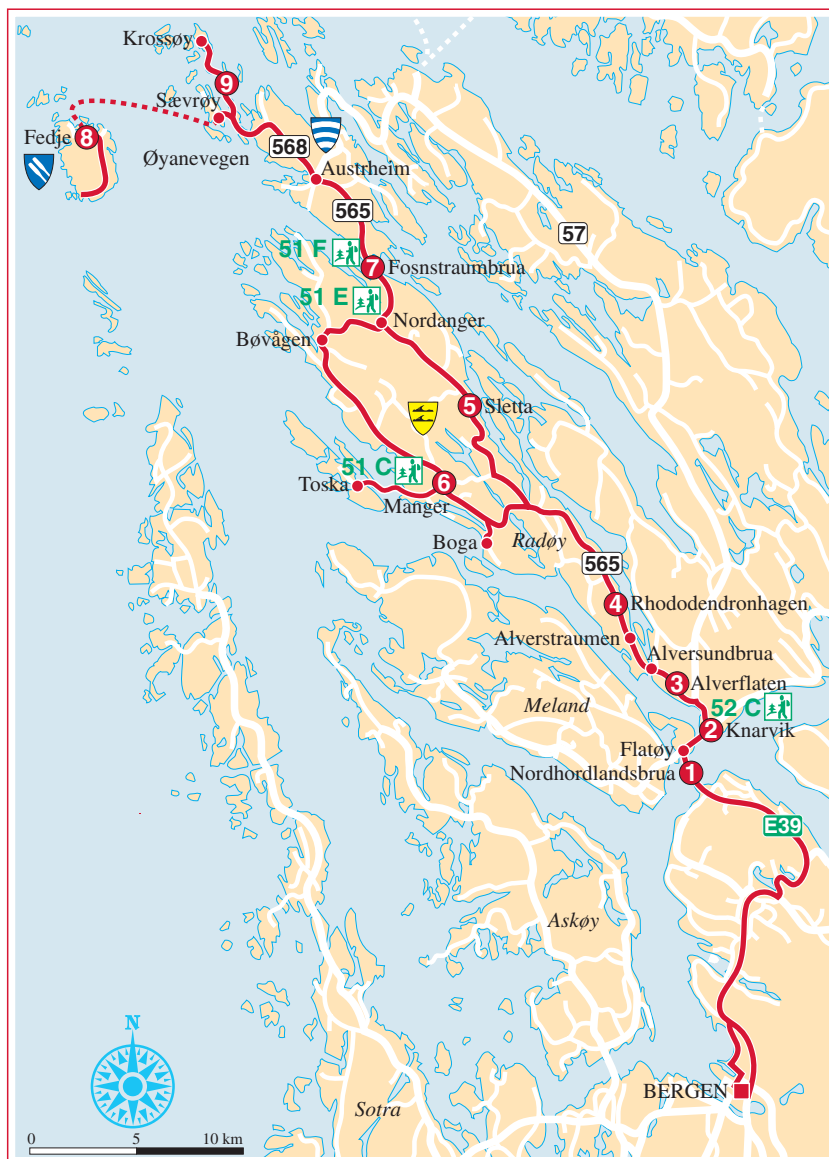 Krossøy
9
Sævrøy
Fedje
8
568
Øyanevegen
Austrheim
565
57
51 F
7
Fosnstraumbrua
51 E
Nordanger
Bøvågen
5
Sletta
51 C
6
Toska
Manger
Boga
Radøy
565
4
Rhododendronhagen
Alverstraumen
Alversundbrua
3
Alverflaten
Meland
52 C
2
Knarvik
Flatøy
Nordhordlandsbrua
1
E39
Askøy
N
BERGEN
Sotra
0 5 10 km